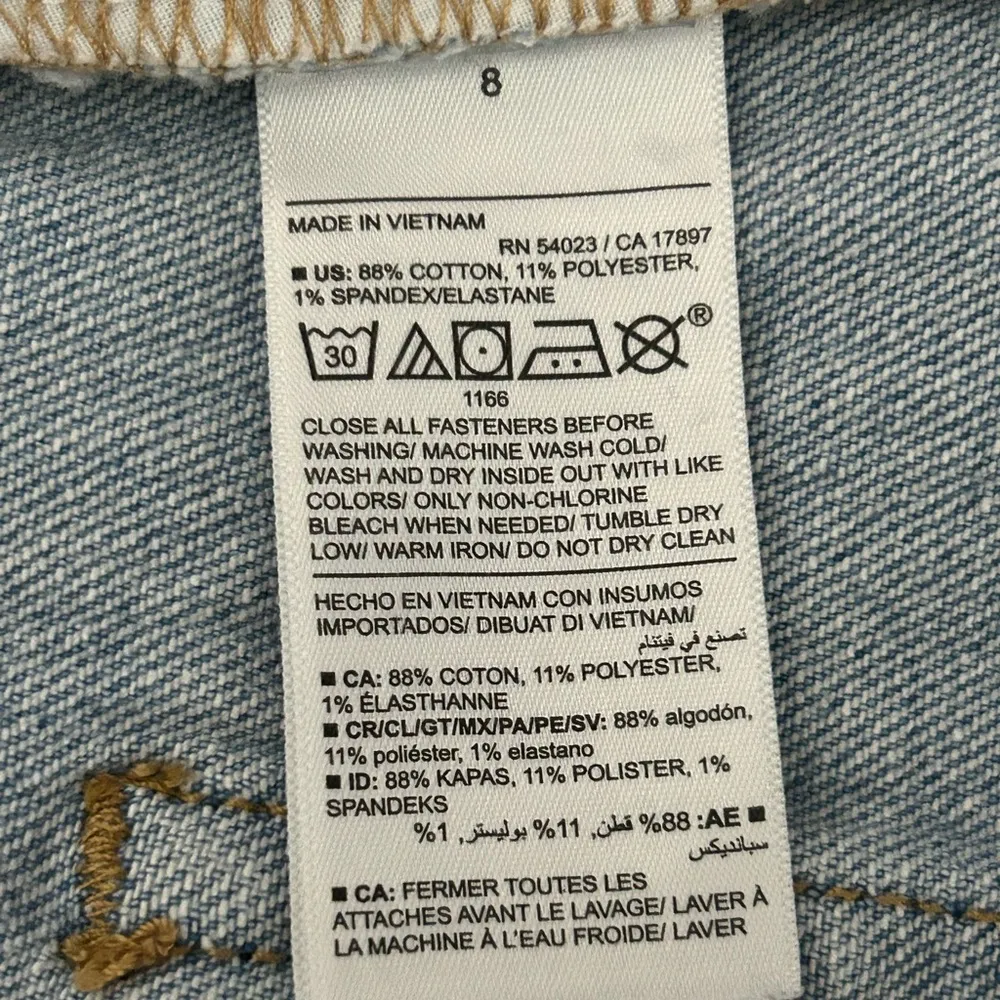 8
MADE IN VIETNAM
RN 54023 / CA 17897
■ US: 88% COTTON, 11% POLYESTER,
1% SPANDEX/ELASTANE
30
®
1166
CLOSE ALL FASTENERS BEFORE
WASHING/ MACHINE WASH COLD/
WASH AND DRY INSIDE OUT WITH LIKE
COLORS/ ONLY NON-CHLORINE
BLEACH WHEN NEEDED/ TUMBLE DRY
LOW/ WARM IRON/ DO NOT DRY CLEAN
HECHO EN VIETNAM CON INSUMOS
IMPORTADOS/ DIBUAT DI VIETNAM/
تصنع في فيتنام
■ CA: 88% COTON, 11% POLYESTER,
1% ÉLASTHANNE
■ CR/CL/GT/MX/PA/PE/SV: 88% algodón,
11% poliéster, 1% elastano
■ ID: 88% KAPAS, 11% POLISTER, 1%
SPANDEKS
■ AE: 88% قطن, 11% بوليستر, 1%
سبانديكس
■ CA: FERMER TOUTES LES
ATTACHES AVANT LE LAVAGE/ LAVER À
LA MACHINE À L'EAU FROIDE/ LAVER